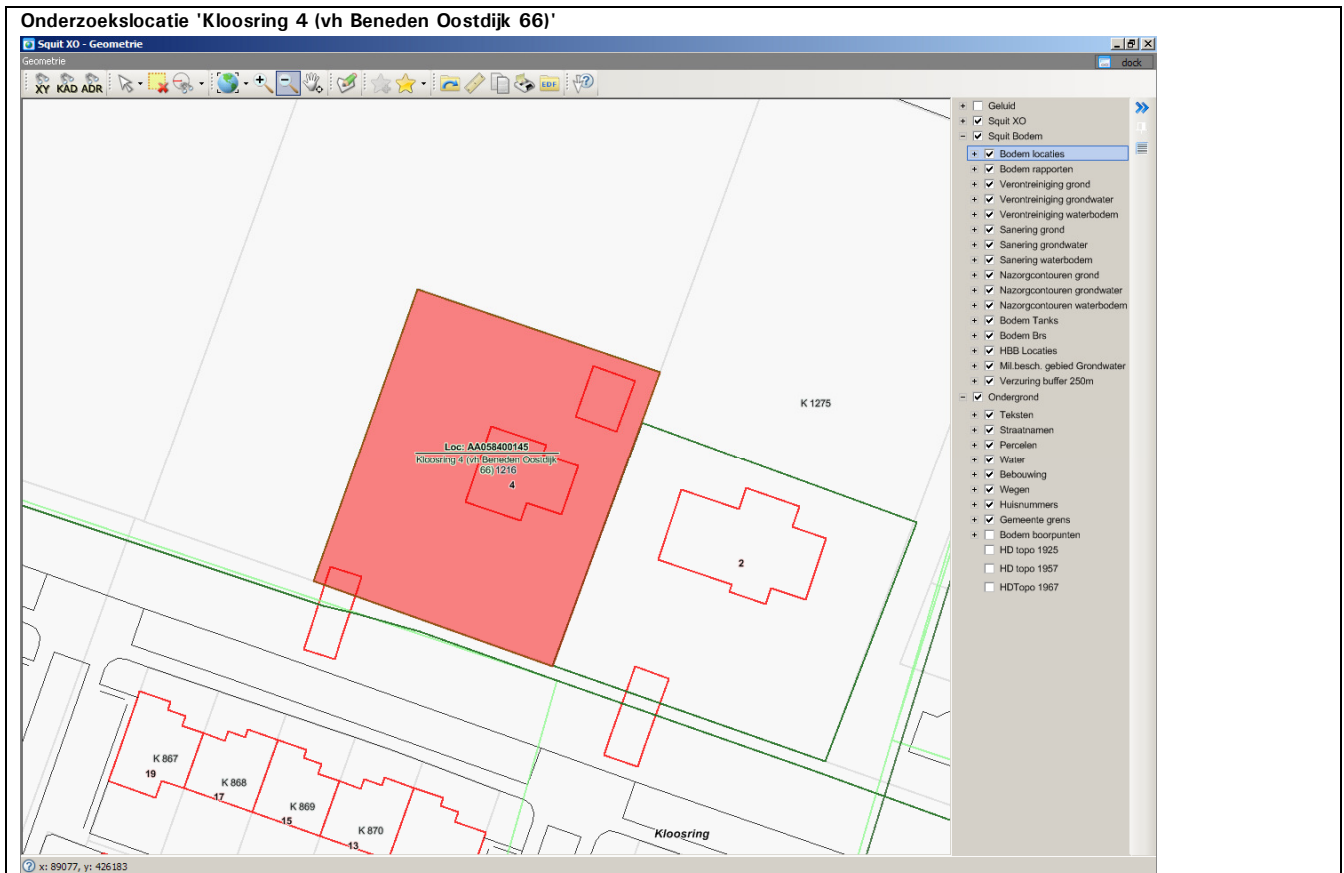 Onderzoekslocatie 'Kloosring 4 (vh Beneden Oostdijk 66)'
Squit XO - Geometrie
Geometrie
dock
XY KAD ADR
EDF
Geluid
Squit XO
Squit Bodem
Bodem locaties
Bodem rapporten
Verontreiniging grond
Verontreiniging grondwater
Verontreiniging waterbodem
Sanering grond
Sanering grondwater
Sanering waterbodem
Nazorgcontouren grond
Nazorgcontouren grondwater
Nazorgcontouren waterbodem
Bodem Tanks
Bodem Brs
HBB Locaties
Mil.besch. gebied Grondwater
Verzuring buffer 250m
Ondergrond
Teksten
Straatnamen
Percelen
Water
Bebouwing
Wegen
Huisnummers
Gemeente grens
Bodem boorpunten
HD topo 1925
HD topo 1957
HDTopo 1967
K 1275
Loc: AA058400145
Kloosring 4 (vh Beneden Oostdijk
66) 1216
4
2
K 867
19
K 868
17
K 869
15
K 870
13
Kloosring
x: 89077, y: 426183